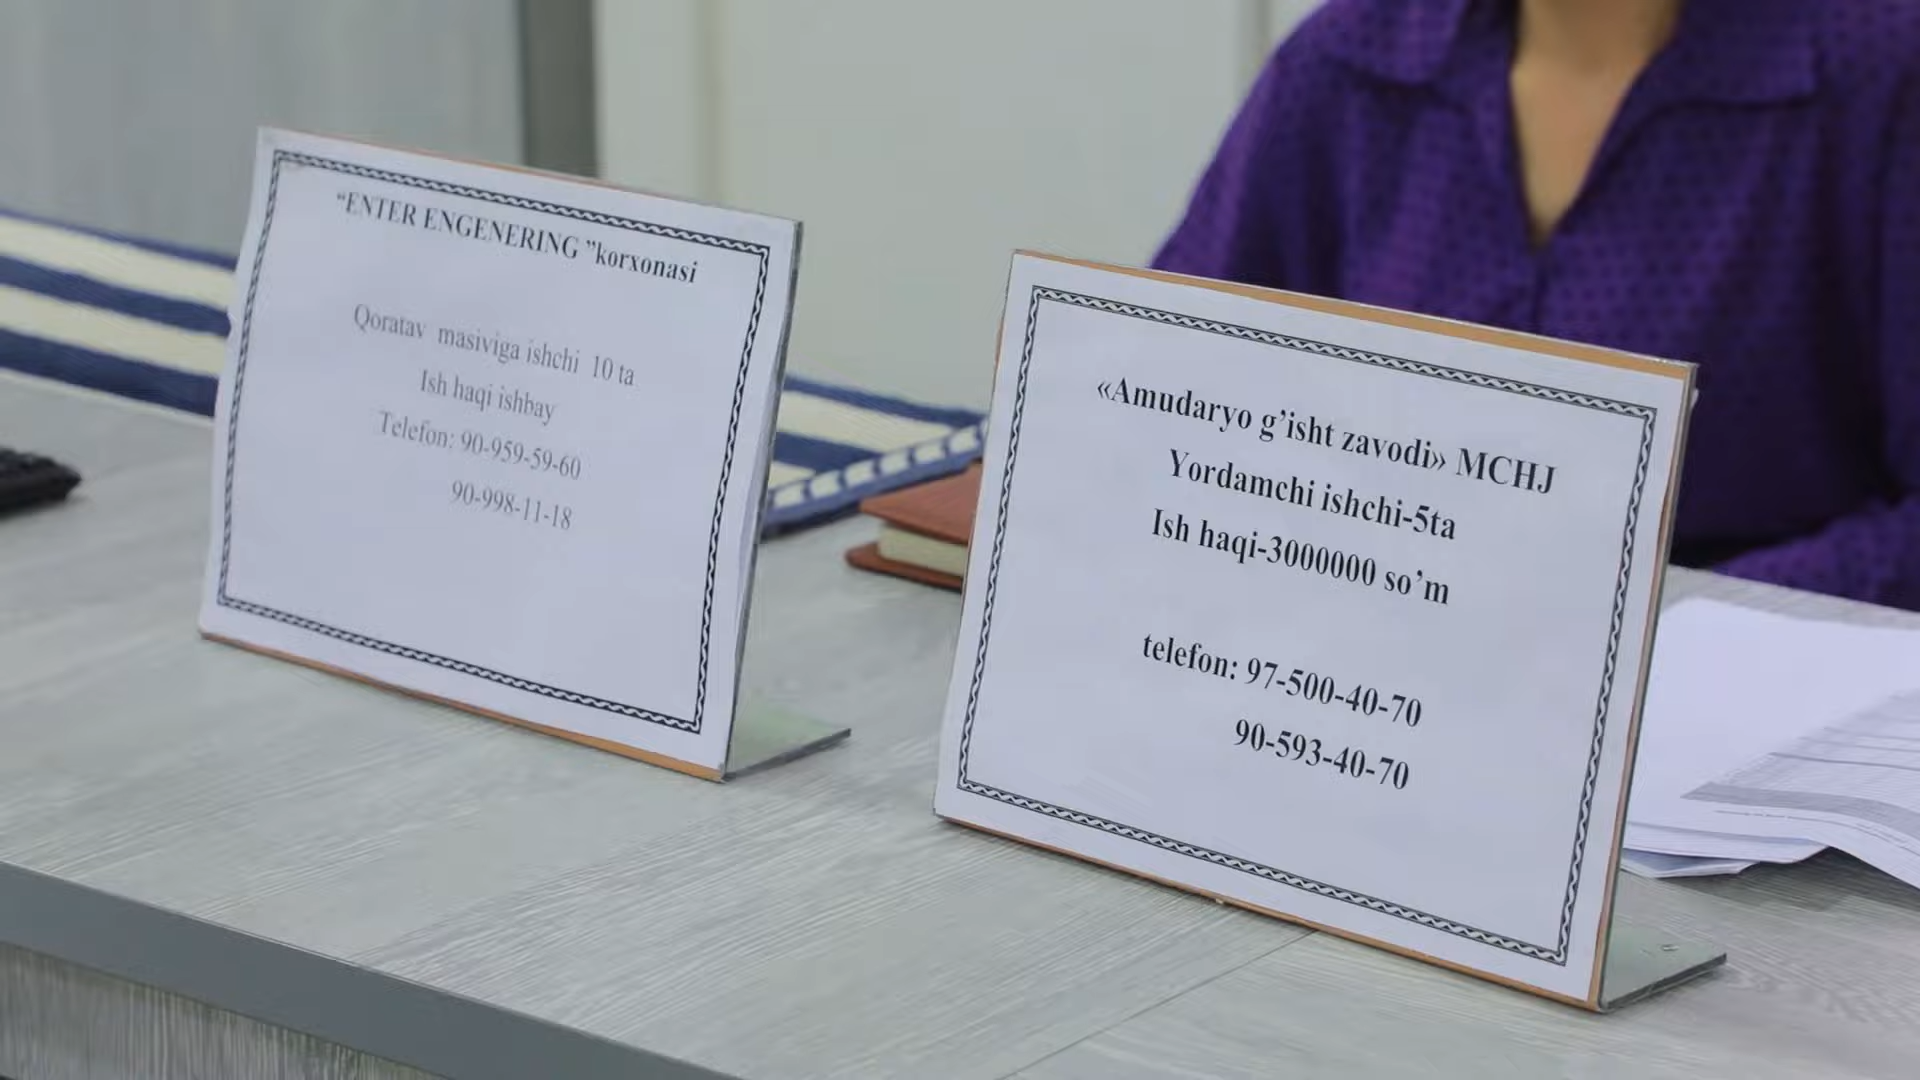 “ENTER ENGENERING ”korxonasi
Qoratav masiviga ishchi 10 ta
Ish haqi ishbay
Telefon: 90-959-59-60
90-998-11-18
«Amudaryo g’isht zavodi» MCHJ
Yordamchi ishchi-5ta
Ish haqi-3000000 so’m
telefon: 97-500-40-70
90-593-40-70